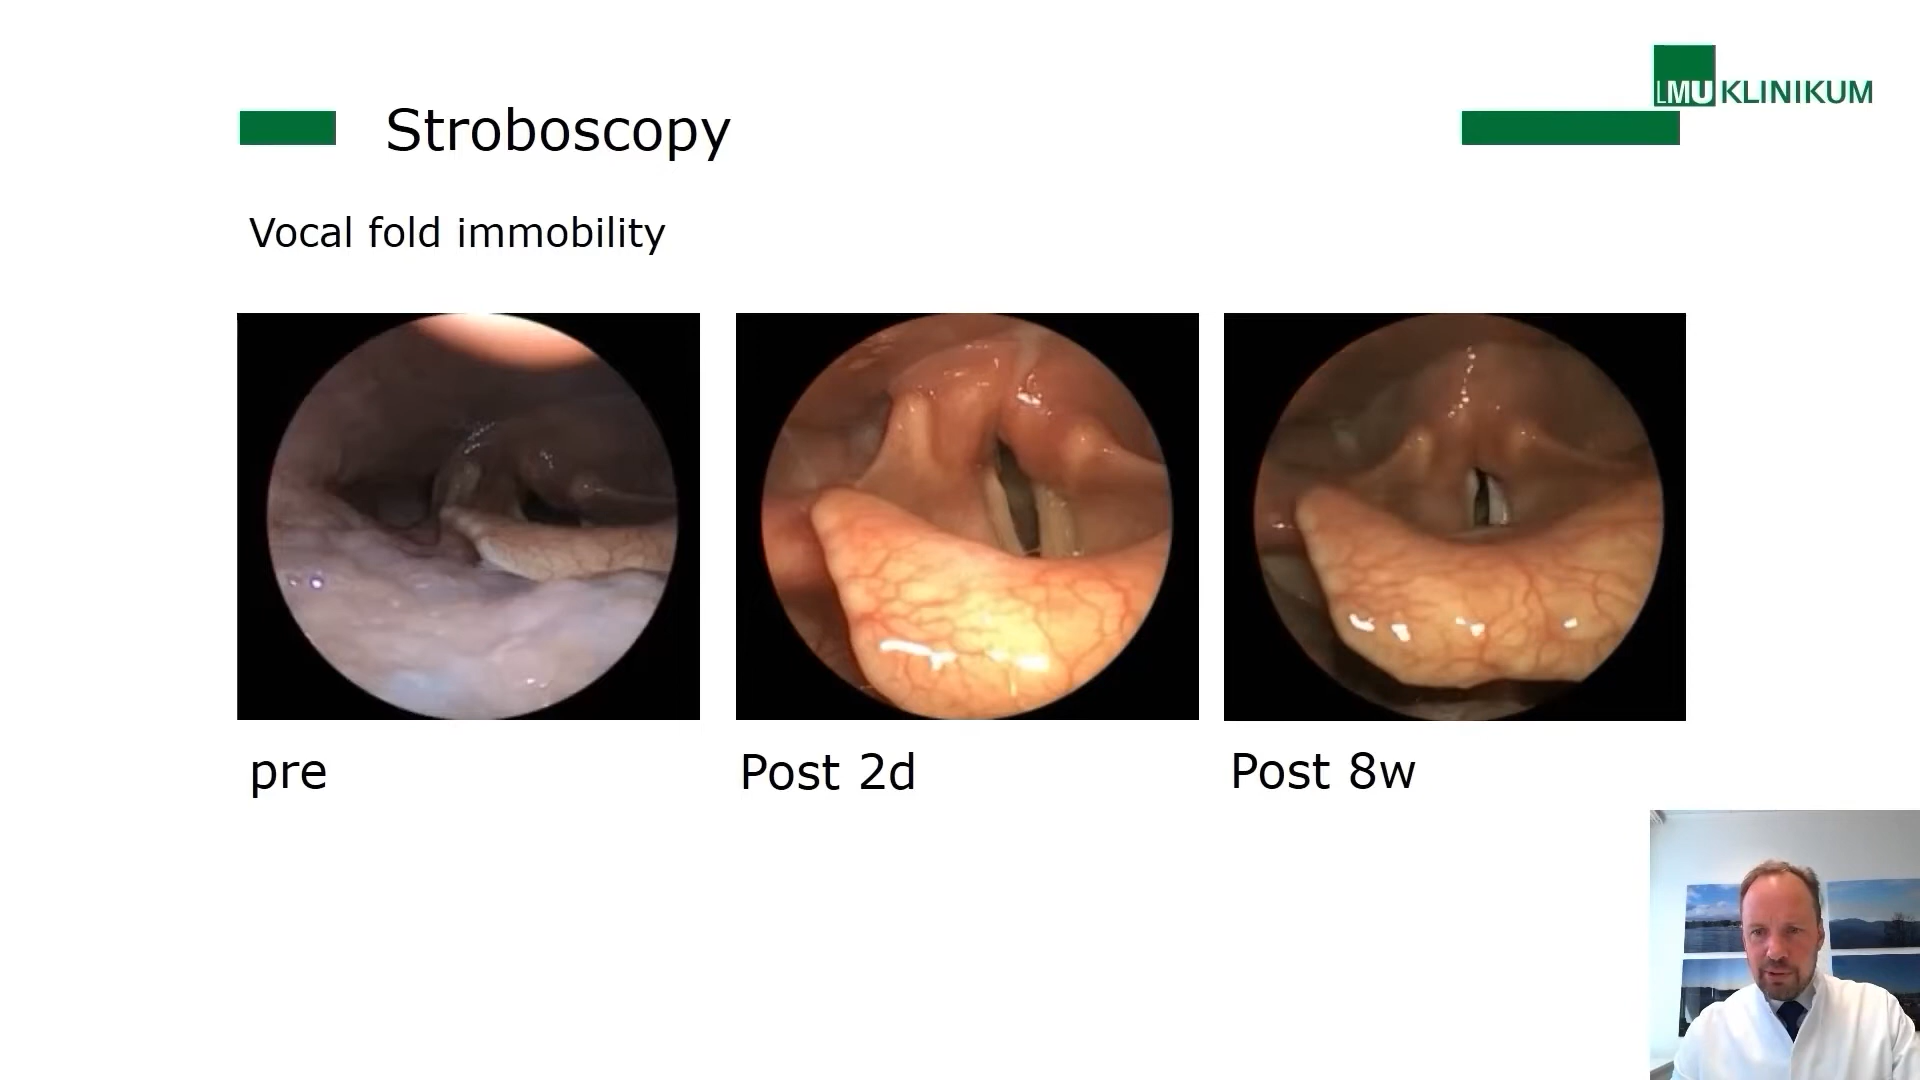 LMU KLINIKUM
Stroboscopy
Vocal fold immobility
pre
Post 2d
Post 8w